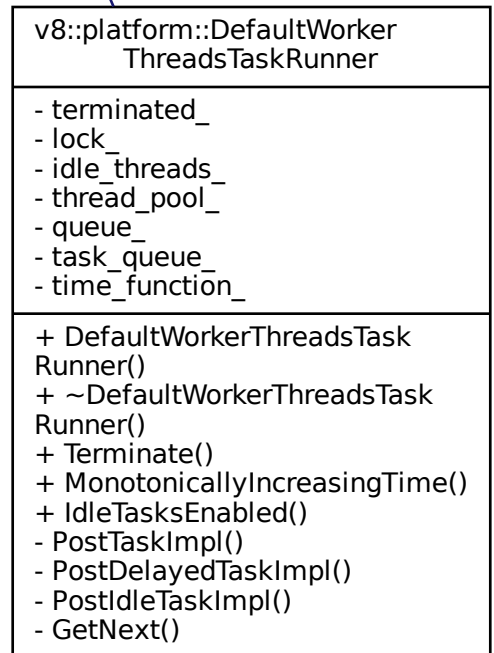 v8::platform::DefaultWorker
ThreadsTaskRunner
- terminated_
- lock_
- idle_threads_
- thread_pool_
- queue_
- task_queue_
- time_function_
+ DefaultWorkerThreadsTask
Runner()
+ ~DefaultWorkerThreadsTask
Runner()
+ Terminate()
+ MonotonicallyIncreasingTime()
+ IdleTasksEnabled()
- PostTaskImpl()
- PostDelayedTaskImpl()
- PostIdleTaskImpl()
- GetNext()